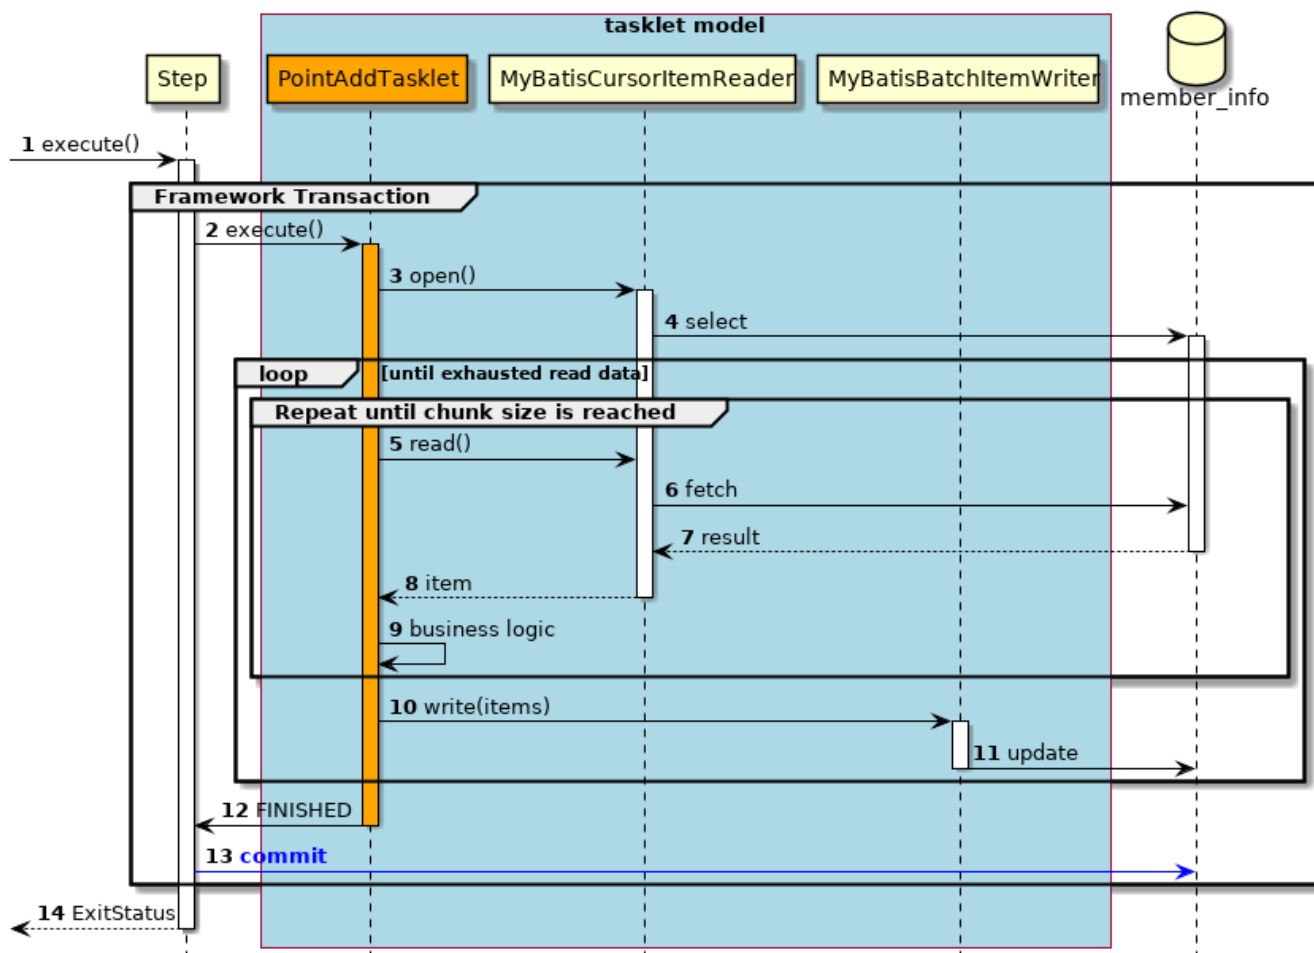 tasklet model
Step
PointAddTasklet
MyBatisCursorItemReader
MyBatisBatchItemWriter
member_info
1 execute()
Framework Transaction
2 execute()
3 open()
4 select
loop
[until exhausted read data]
Repeat until chunk size is reached
5 read()
6 fetch
7 result
8 item
9 business logic
10 write(items)
11 update
12 FINISHED
13 commit
14 ExitStatus